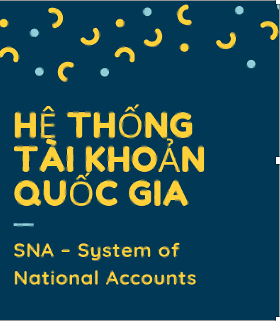 HỆ THỐNG
TÀI KHOẢN
QUỐC GIA
SNA – System of
National Accounts